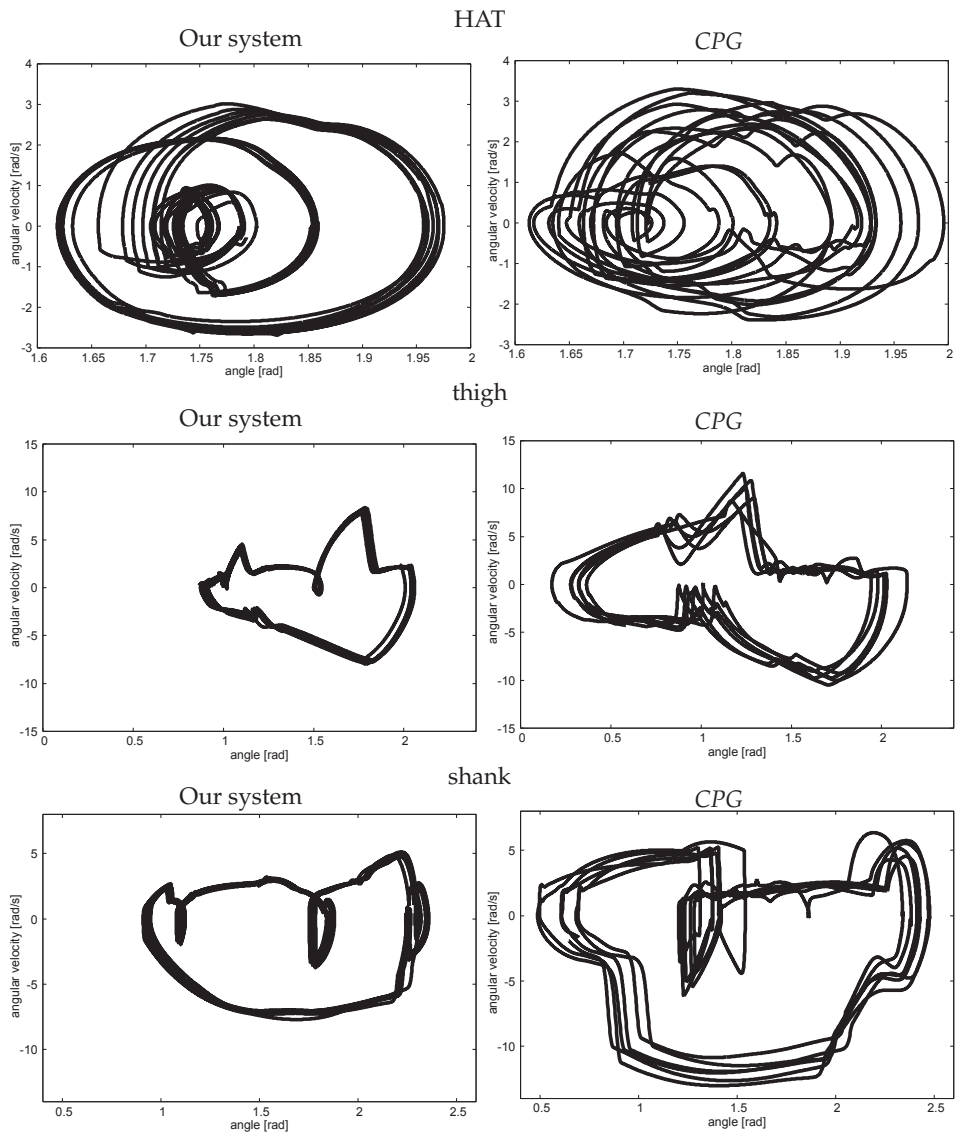 HAT
Our system
CPG
4
3
2
1
0
-1
-2
-3
angular velocity [rad/s]
1.6 1.65 1.7 1.75 1.8 1.85 1.9 1.95 2
angle [rad]
4
3
2
1
0
-1
-2
-3
angular velocity [rad/s]
1.6 1.65 1.7 1.75 1.8 1.85 1.9 1.95 2
angle [rad]
thigh
Our system
CPG
15
10
5
0
-5
-10
-15
angular velocity [rad/s]
0 0.5 1 1.5 2
angle [rad]
15
10
5
0
-5
-10
-15
angular velocity [rad/s]
0 0.5 1 1.5 2
angle [rad]
shank
Our system
CPG
5
0
-5
-10
angular velocity [rad/s]
0.5 1 1.5 2 2.5
angle [rad]
5
0
-5
-10
angular velocity [rad/s]
0.5 1 1.5 2 2.5
angle [rad]